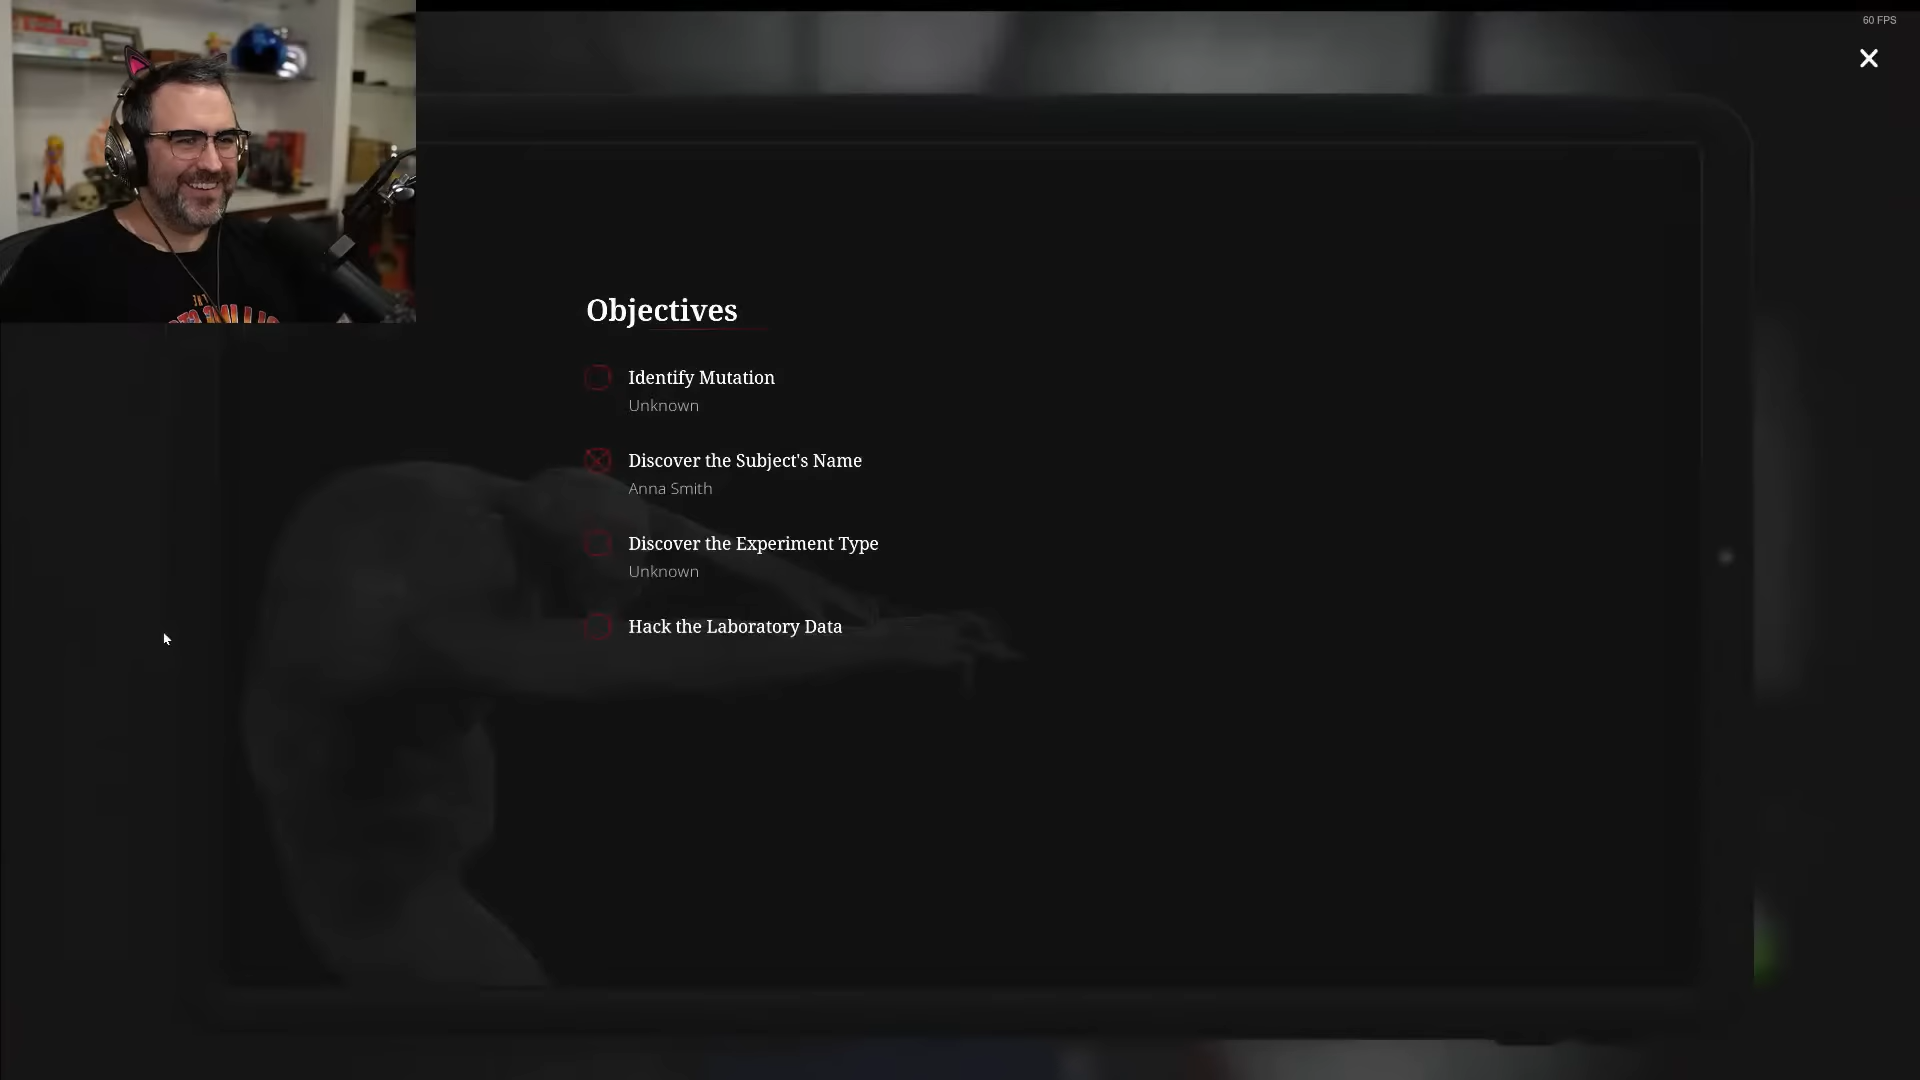 60 FPS
Objectives
Identify Mutation
Unknown
Discover the Subject's Name
Anna Smith
Discover the Experiment Type
Unknown
Hack the Laboratory Data